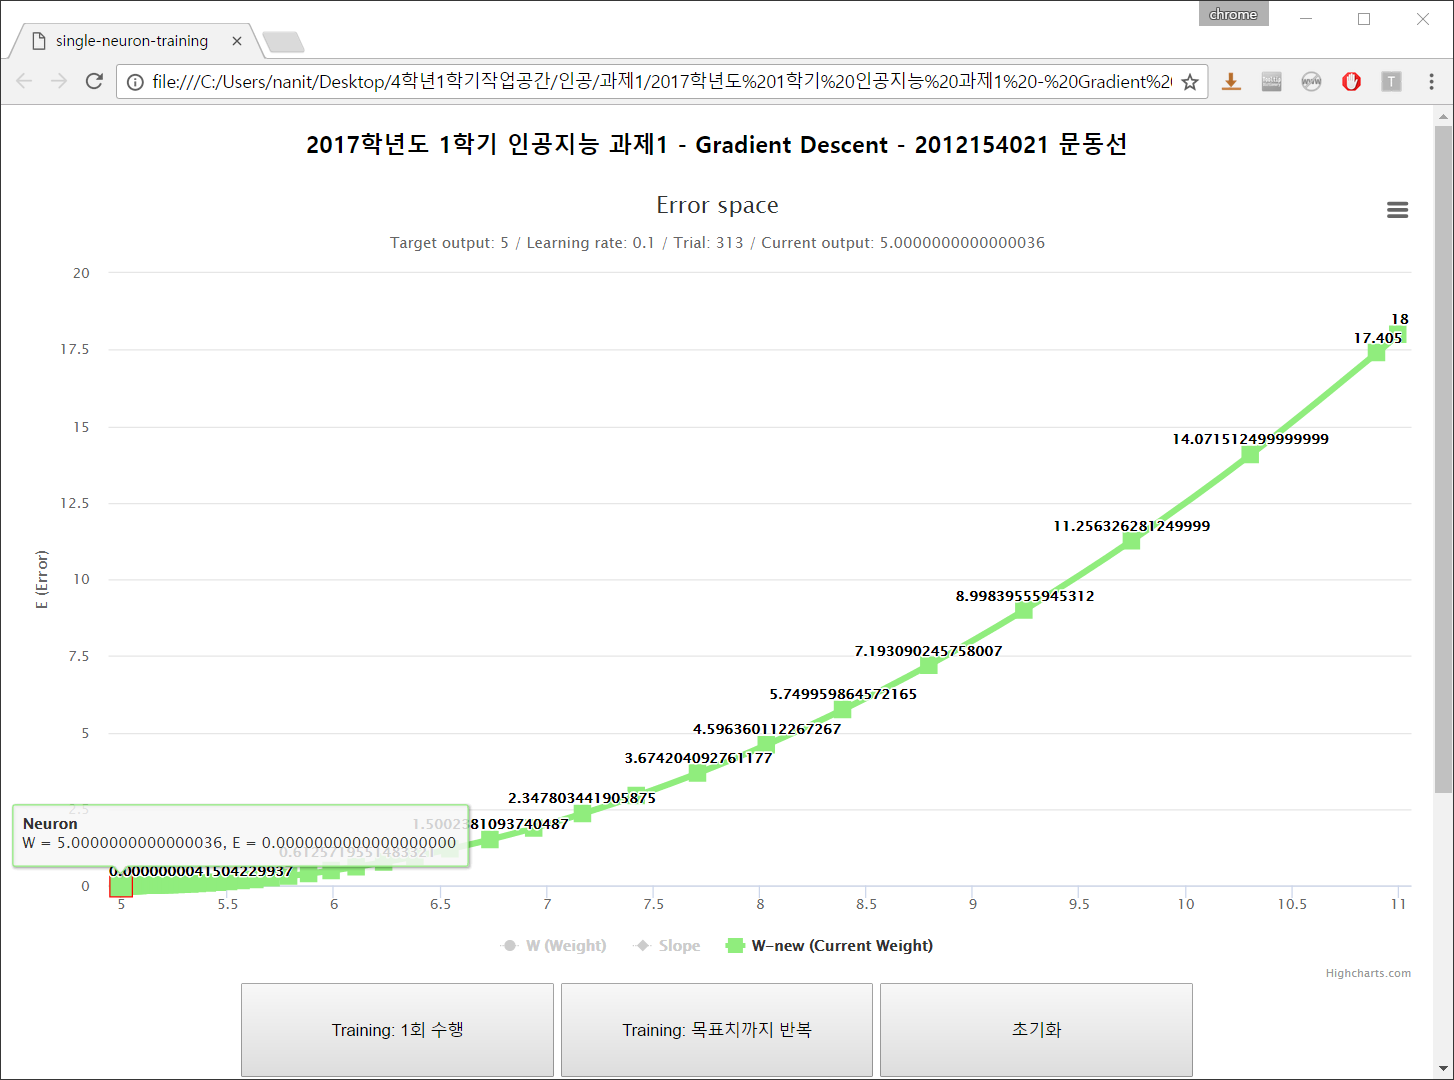 chrome
single-neuron-training
file:///C:/Users/nanit/Desktop/4학년1학기작업공간/인공/과제1/2017학년도%201학기%20인공지능%20과제1%20-%20Gradient%20
T
2017학년도 1학기 인공지능 과제1 - Gradient Descent - 2012154021 문동선
Error space
Target output: 5 / Learning rate: 0.1 / Trial: 313 / Current output: 5.0000000000000036
20
18
17.405
17.5
15
14.071512499999999
12.5
11.256326281249999
10
8.99839555945312
E (Error)
7.5
7.193090245758007
5.749959864572165
5
4.596360112267267
3.674204092761177
2.347803441905875
2.5
1.5002381093740487
Neuron
W = 5.0000000000000036, E = 0.0000000000000000000
0.6125719551483321
0.0000000041504229937
0
5 5.5 6 6.5 7 7.5 8 8.5 9 9.5 10 10.5 11
W (Weight) Slope W-new (Current Weight)
Highcharts.com
Training: 1회 수행 Training: 목표치까지 반복 초기화